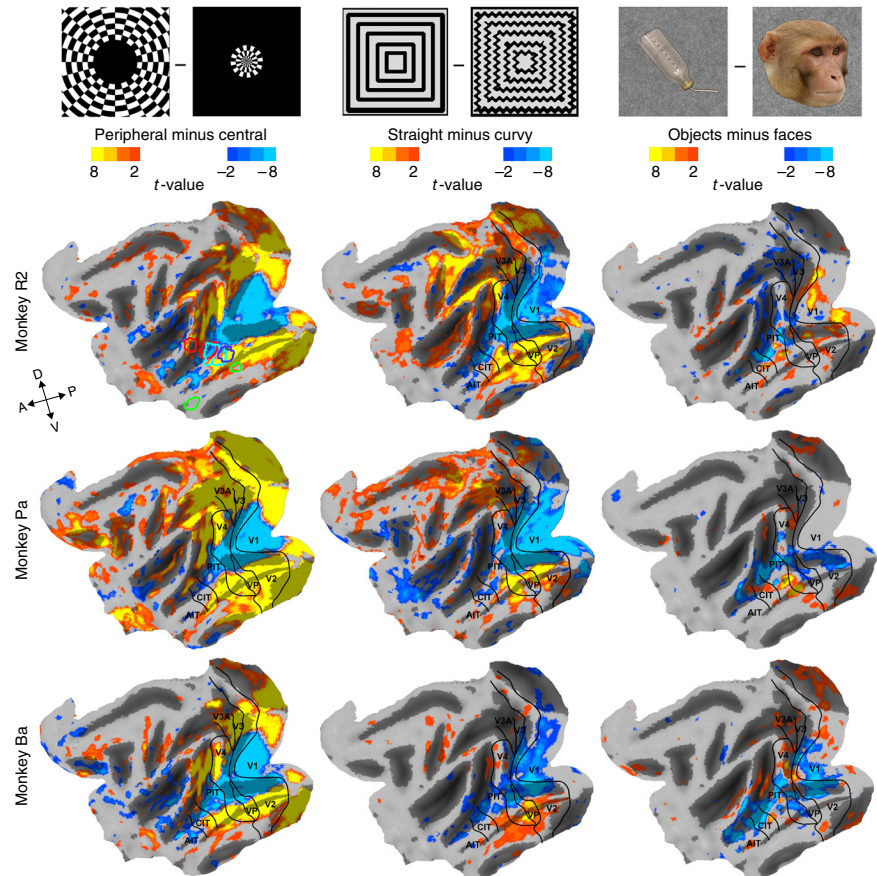 Peripheral minus central
Straight minus curvy
Objects minus faces
8 2 −2 −8
t-value
8 2 −2 −8
t-value
8 2 −2 −8
t-value
Monkey R2
V3A
V3
V4
V1
PIT
VP
V2
CIT
AIT
V3A
V3
V4
V1
PIT
VP
V2
CIT
AIT
D
A
P
V
Monkey Pa
V3A
V3
V4
V1
PIT
VP
V2
CIT
AIT
V3A
V3
V4
V1
PIT
VP
V2
CIT
AIT
V3A
V3
V4
V1
PIT
VP
V2
CIT
AIT
Monkey Ba
V3A
V3
V4
V1
PIT
VP
V2
CIT
AIT
V3A
V3
V4
V1
PIT
VP
V2
CIT
AIT
V3A
V3
V4
V1
PIT
VP
V2
CIT
AIT